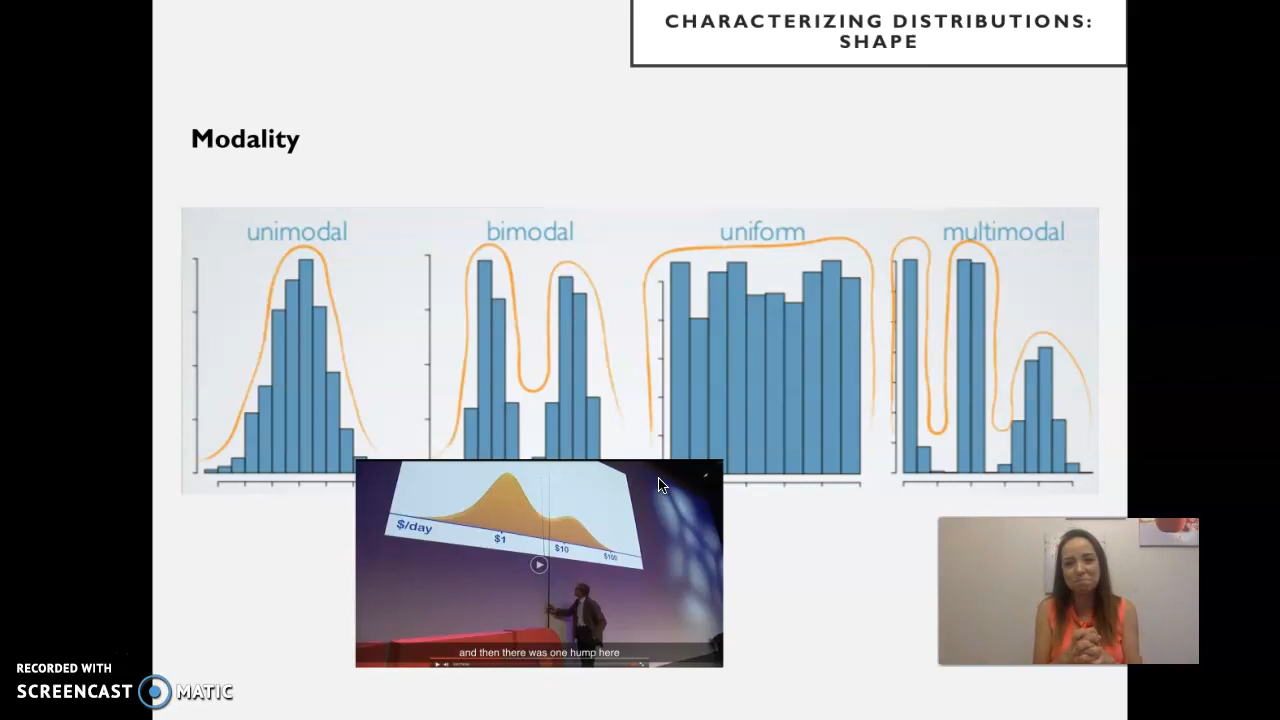 CHARACTERIZING DISTRIBUTIONS:
SHAPE
Modality
unimodal
bimodal
uniform
multimodal
$/day
$1
$10
$100
and then there was one hump here
RECORDED WITH
SCREENCAST MATIC